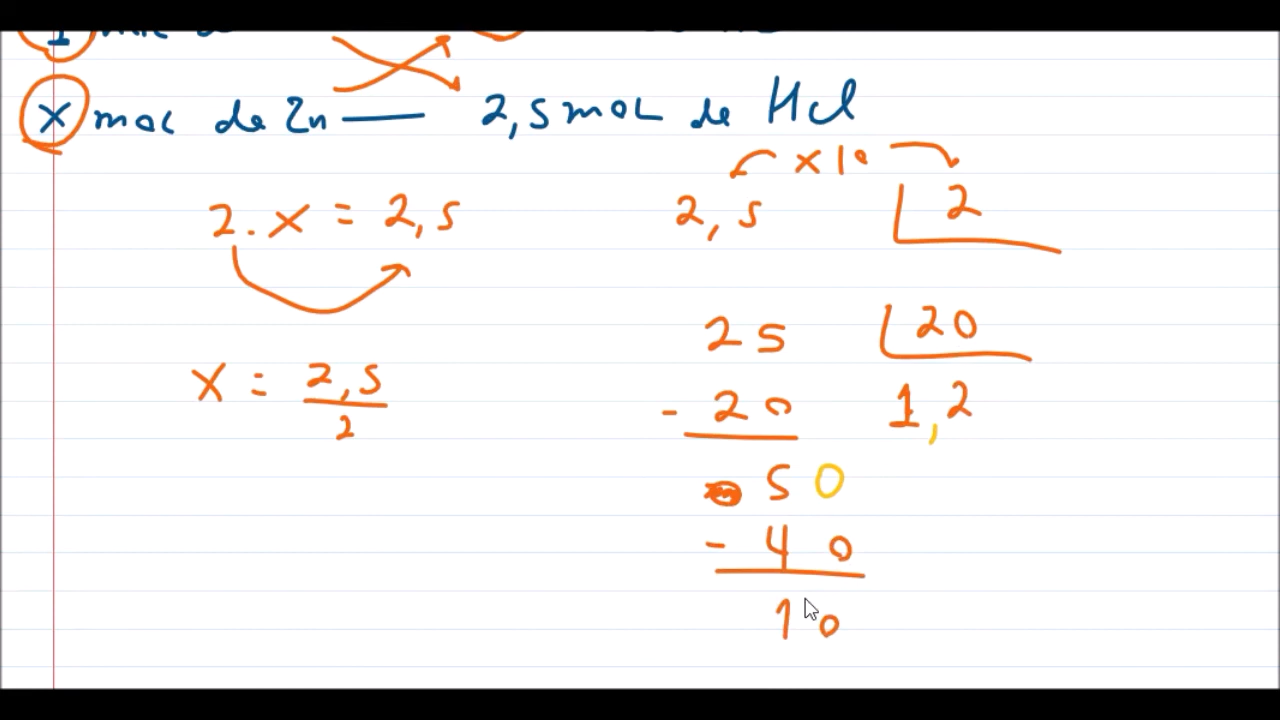 x mol de Zn — 2,5 mol de HCl
x10
2 . x = 2,5
2,5 2
25 20
x = 2,5
2
- 20 1,2
50
- 40
10